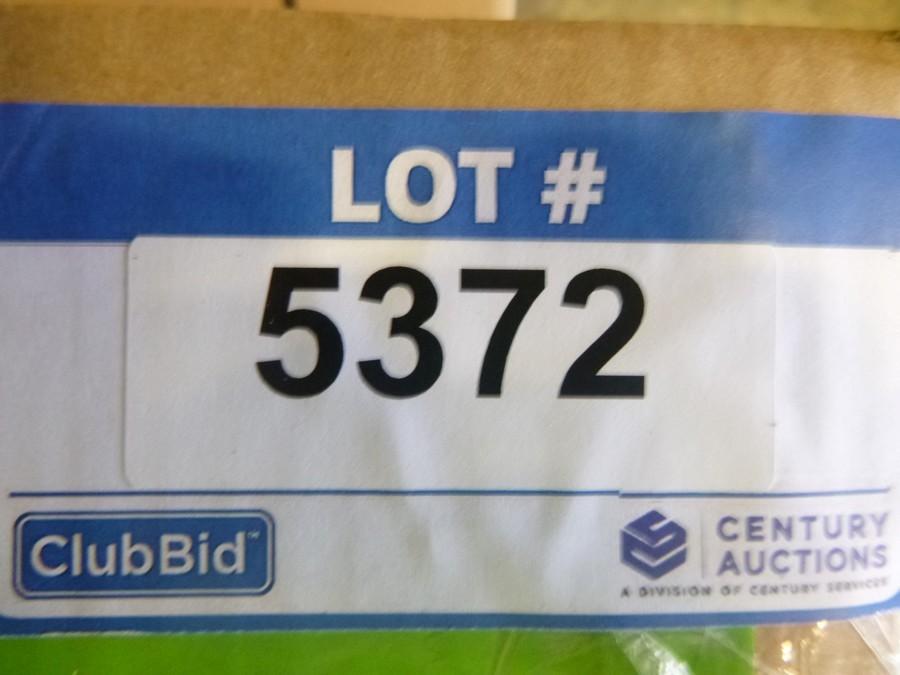 LOT #
5372
ClubBid™
CENTURY
AUCTIONS
A DIVISION OF CENTURY SERVICES